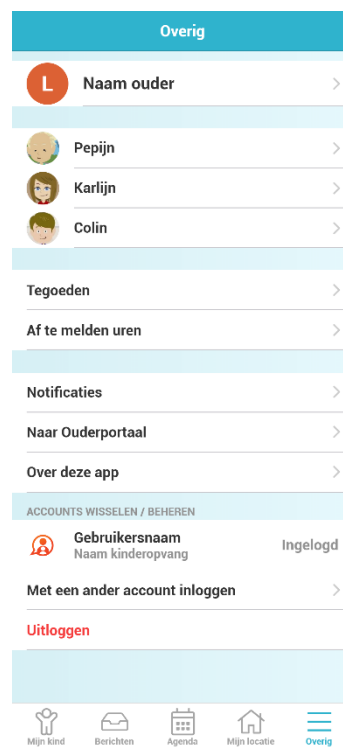 Overig
L
Naam ouder
Pepijn
Karlijn
Colin
Tegoeden
Af te melden uren
Notificaties
Naar Ouderportaal
Over deze app
ACCOUNTS WISSELEN / BEHEREN
Gebruikersnaam
Naam kinderopvang
Ingelogd
Met een ander account inloggen
Uitloggen
Mijn kind
Berichten
Agenda
Mijn locatie
Overig